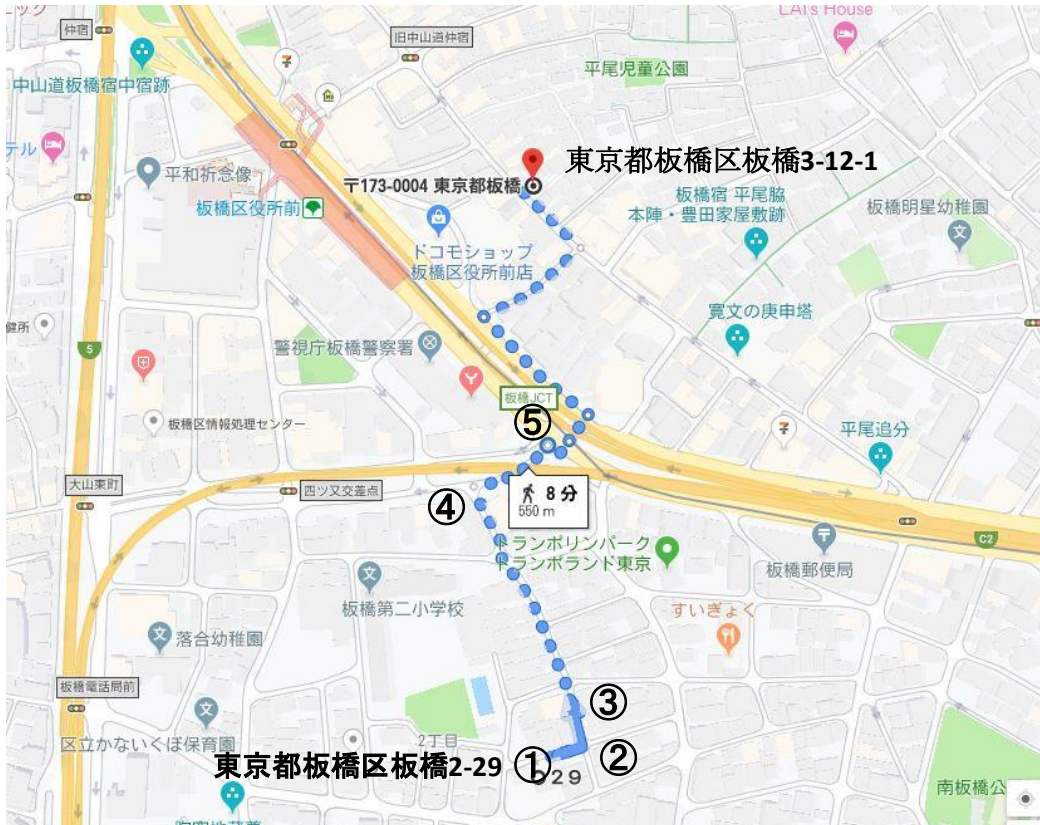 LAI's House
仲宿
旧中山道仲宿
平尾児童公園
中山道板橋宿中宿跡
テル
平和祈念像
東京都板橋区板橋3-12-1
〒173-0004 東京都板橋
板橋宿 平尾脇
本陣・豊田家屋敷跡
板橋明星幼稚園
板橋区役所前
ドコモショップ
板橋区役所前店
寛文の庚申塔
健所
5
警視庁板橋警察署
板橋JCT
⑤
板橋区情報処理センター
平尾追分
大山東町
四ツ又交差点
④
8 分
550 m
C2
トランポリンパーク
トランポランド東京
板橋郵便局
板橋第二小学校
すいぎょく
落合幼稚園
文
板橋電話局前
③
区立かないくぼ保育園
2丁目
東京都板橋区板橋2-29
①
②
29
南板橋公